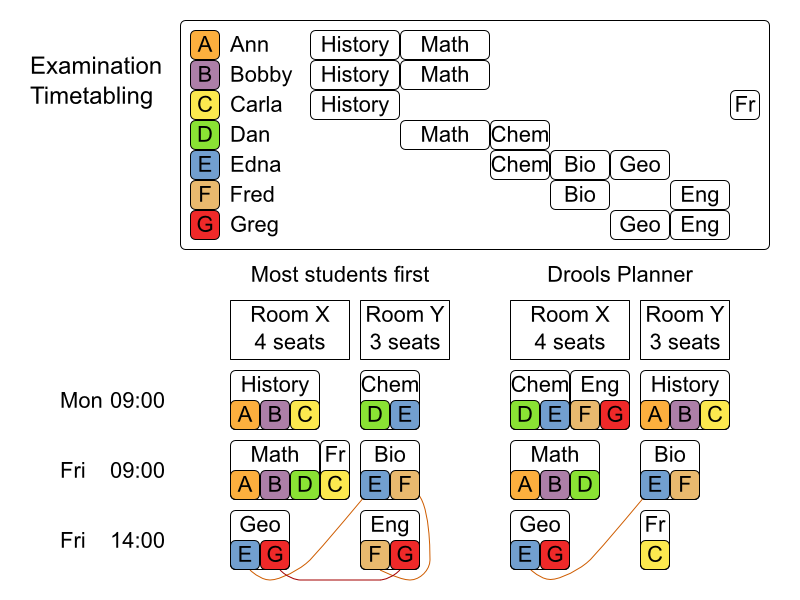 Examination
Timetabling
A Ann History Math
B Bobby History Math
C Carla History Fr
D Dan Math Chem
E Edna Chem Bio Geo
F Fred Bio Eng
G Greg Geo Eng
Most students first Drools Planner
Room X Room Y Room X Room Y
4 seats 3 seats 4 seats 3 seats
History Chem Chem Eng History
Mon 09:00
A B C D E D E F G A B C
Math Fr Bio Math Bio
Fri 09:00
A B D C E F A B D E F
Geo Eng Geo Fr
Fri 14:00
E G F G E G C